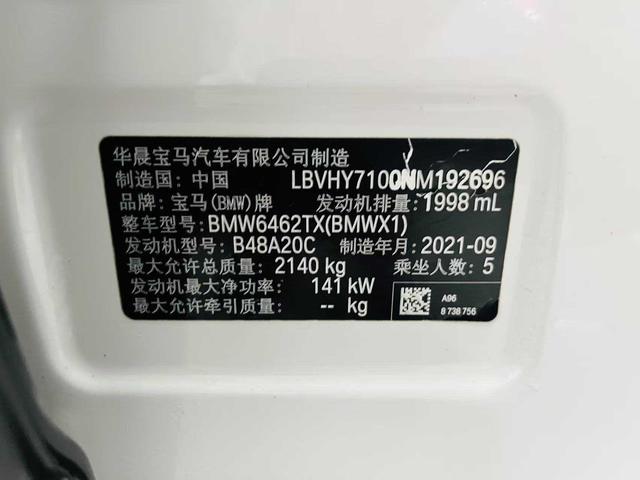 华晨宝马汽车有限公司制造
制造国: 中国 LBVHY7100NM192696
品牌: 宝马(BMW)牌 发动机排量: 1998 mL
整车型号: BMW6462TX(BMWX1)
发动机型号: B48A20C 制造年月: 2021-09
最大允许总质量: 2140 kg 乘坐人数: 5
发动机最大净功率: 141 kW
最大允许牵引质量: -- kg
A96
8 738 756